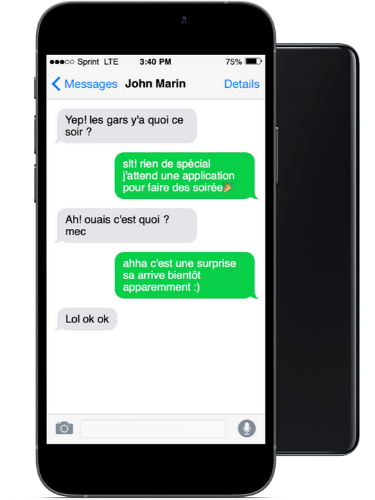 ●●●○○ Sprint LTE 3:40 PM 75%
Messages John Marin Details
Yep! les gars y'a quoi ce
soir ?
slt! rien de spécial
j'attend une application
pour faire des soirée🎉
Ah! ouais c'est quoi ?
mec
ahha c'est une surprise
sa arrive bientôt
apparemment :)
Lol ok ok